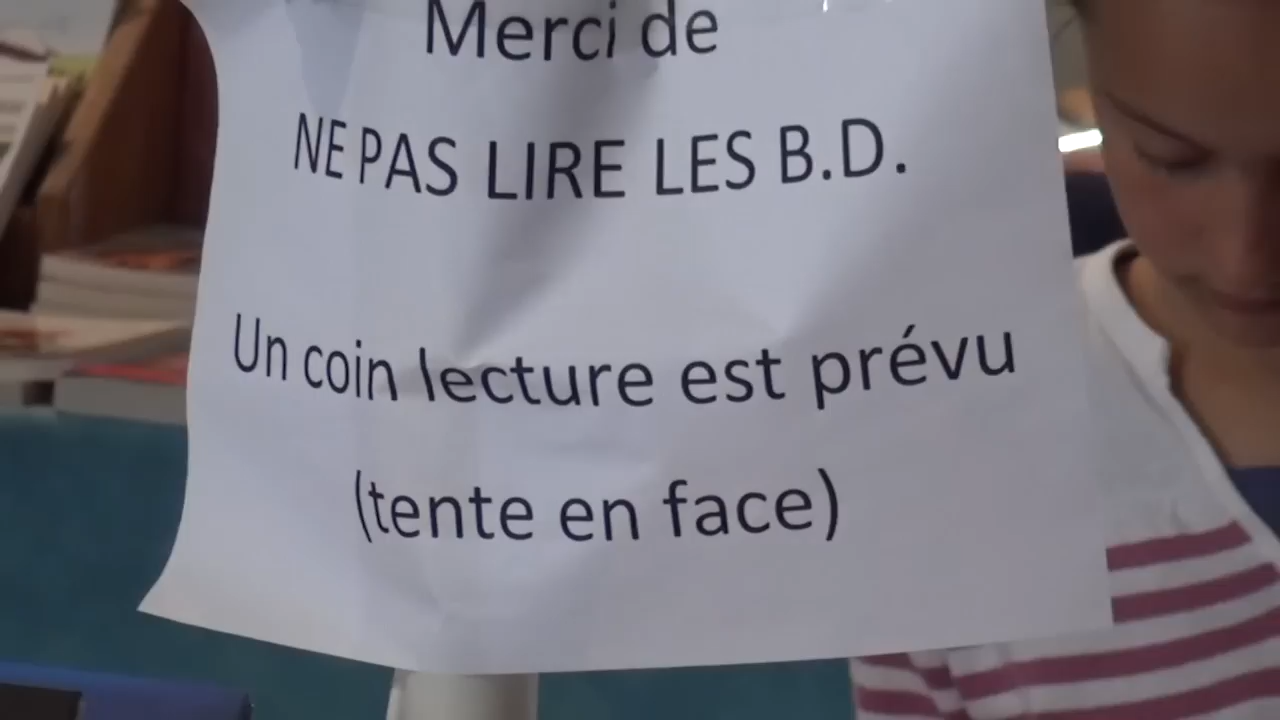 Merci de
NE PAS LIRE LES B.D.
Un coin lecture est prévu
(tente en face)